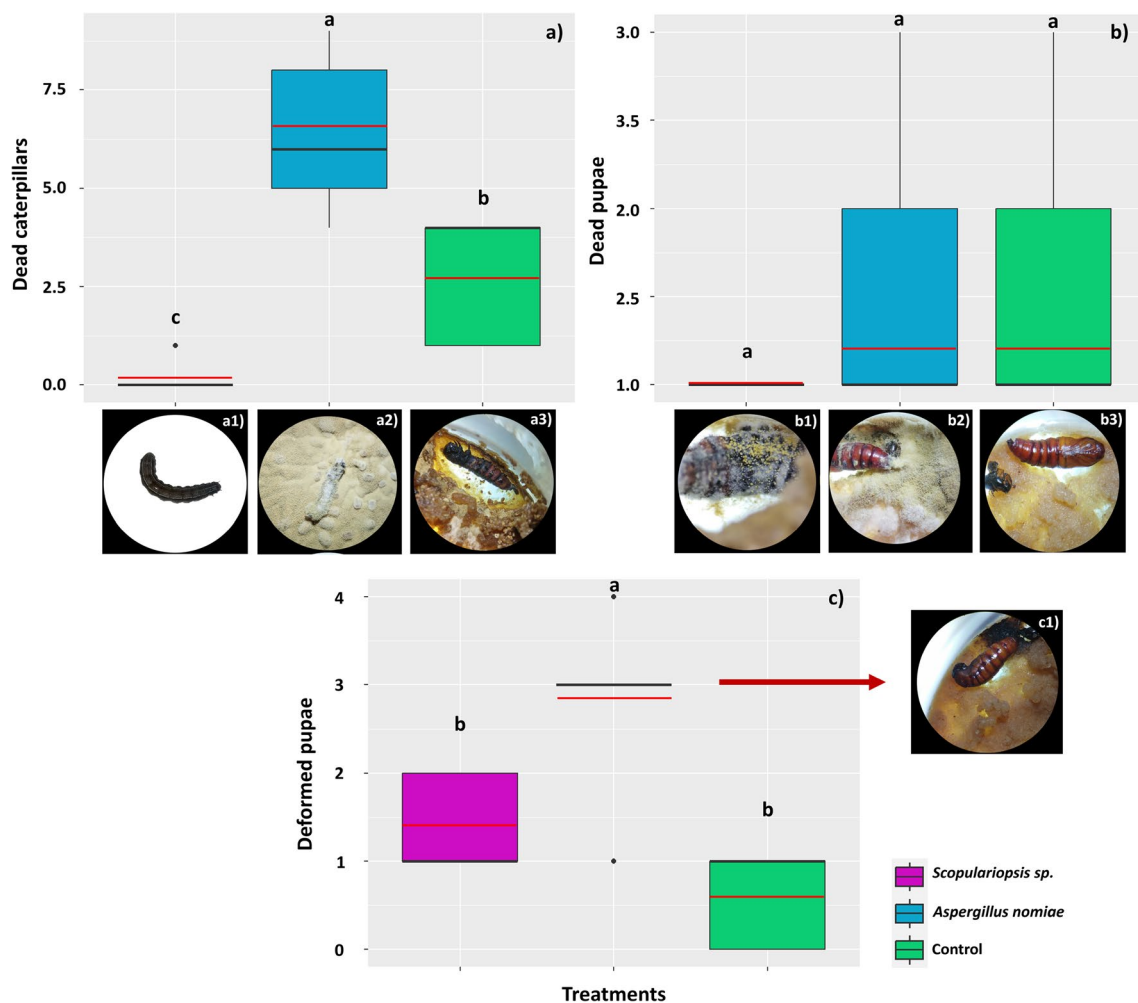 a
a)
7.5
5.0
2.5
0.0
Dead caterpillars
c
b
a1)
a2)
a3)
a
a
b)
3.0
3.5
2.0
2.5
1.0
Dead pupae
a
b1)
b2)
b3)
a
c)
4
3
2
1
0
Deformed pupae
b
b
c1)
Scopulariopsis sp.
Aspergillus nomiae
Control
Treatments